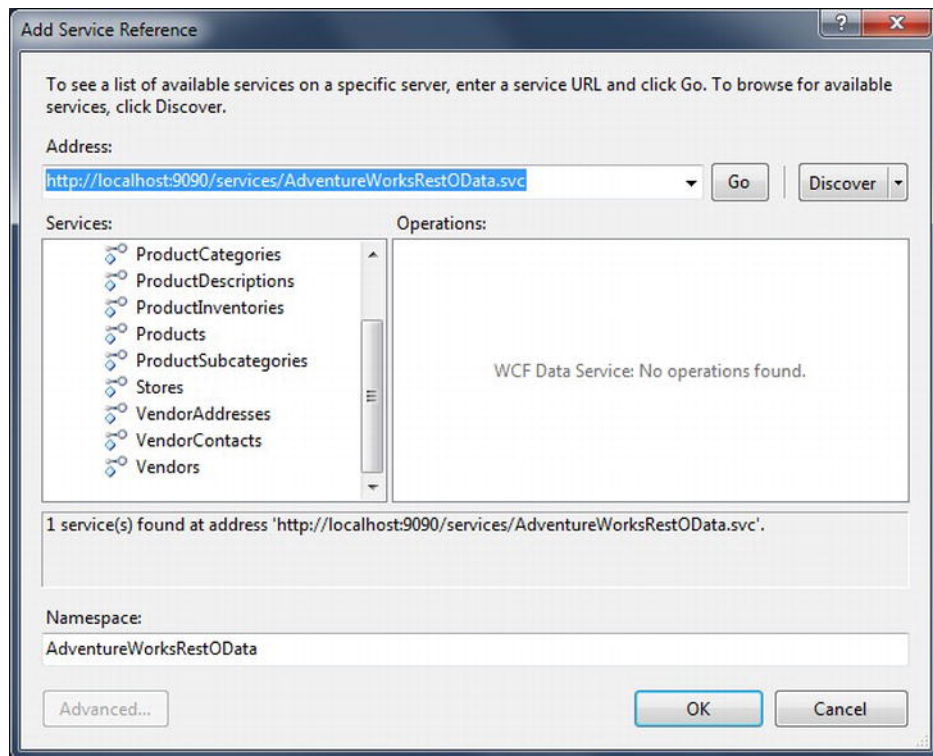 Add Service Reference
To see a list of available services on a specific server, enter a service URL and click Go. To browse for available
services, click Discover.
Address:
http://localhost:9090/services/AdventureWorksRestOData.svc
Go
Discover
Services:
Operations:
ProductCategories
ProductDescriptions
ProductInventories
Products
ProductSubcategories
Stores
VendorAddresses
VendorContacts
Vendors
WCF Data Service: No operations found.
1 service(s) found at address 'http://localhost:9090/services/AdventureWorksRestOData.svc'.
Namespace:
AdventureWorksRestOData
Advanced...
OK
Cancel